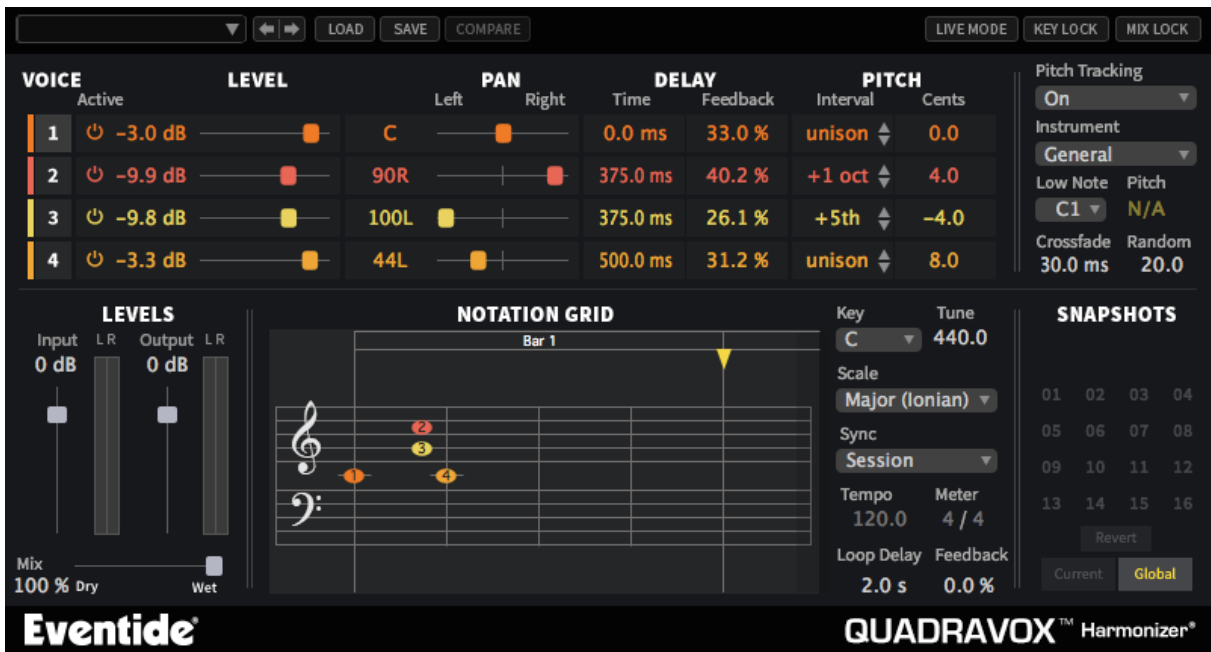 LOAD SAVE COMPARE LIVE MODE KEY LOCK MIX LOCK
VOICE LEVEL PAN DELAY PITCH
Active Left Right Time Feedback Interval Cents
1 −3.0 dB C 0.0 ms 33.0 % unison 0.0
2 −9.9 dB 90R 375.0 ms 40.2 % +1 oct 4.0
3 −9.8 dB 100L 375.0 ms 26.1 % +5th −4.0
4 −3.3 dB 44L 500.0 ms 31.2 % unison 8.0
Pitch Tracking
On
Instrument
General
Low Note Pitch
C1 N/A
Crossfade Random
30.0 ms 20.0
LEVELS
Input L R Output L R
0 dB 0 dB
Mix
100 % Dry Wet
NOTATION GRID
Bar 1
2
3
1 4
Key Tune
C 440.0
Scale
Major (Ionian)
Sync
Session
Tempo Meter
120.0 4 / 4
Loop Delay Feedback
2.0 s 0.0 %
SNAPSHOTS
01 02 03 04
05 06 07 08
09 10 11 12
13 14 15 16
Revert
Current Global
Eventide® QUADRAVOX™ Harmonizer®